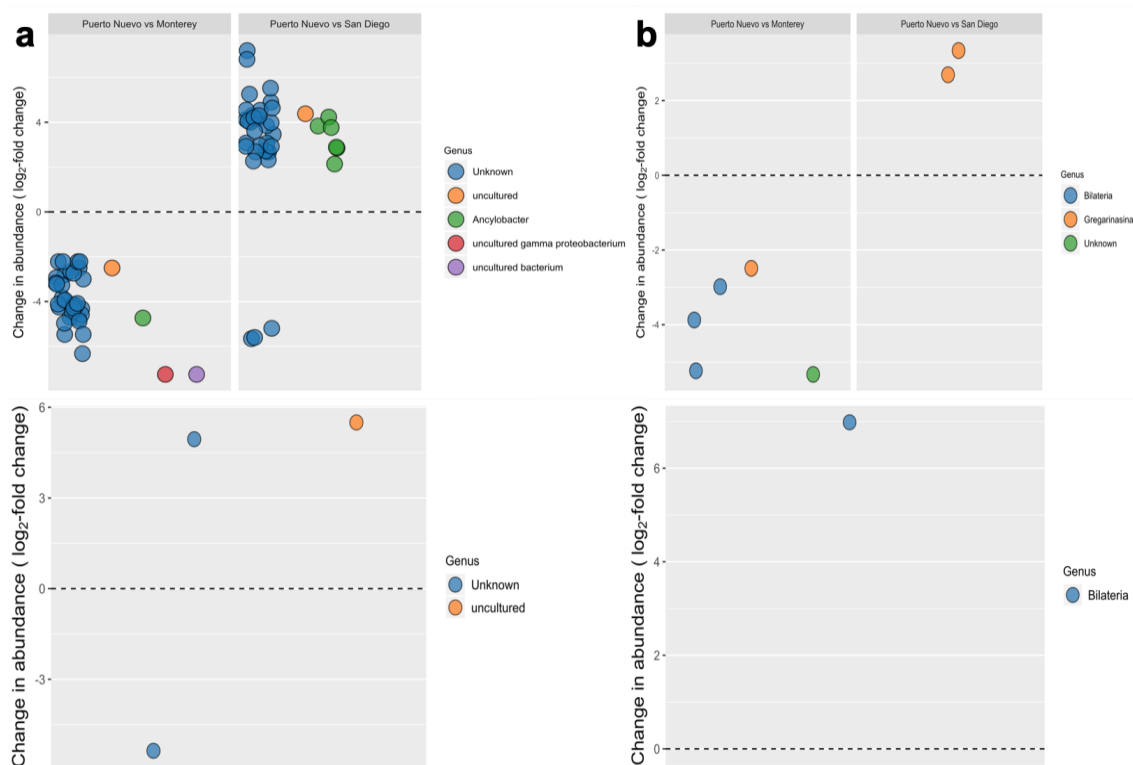 a
Puerto Nuevo vs Monterey
Puerto Nuevo vs San Diego
Change in abundance ( log₂-fold change)
4
0
-4
Genus
Unknown
uncultured
Ancylobacter
uncultured gamma proteobacterium
uncultured bacterium
b
Puerto Nuevo vs Monterey
Puerto Nuevo vs San Diego
Change in abundance ( log₂-fold change)
2
0
-2
-4
Genus
Bilateria
Gregarinasina
Unknown
Change in abundance ( log₂-fold change)
6
3
0
-3
Genus
Unknown
uncultured
Change in abundance ( log₂-fold change)
6
4
2
0
Genus
Bilateria